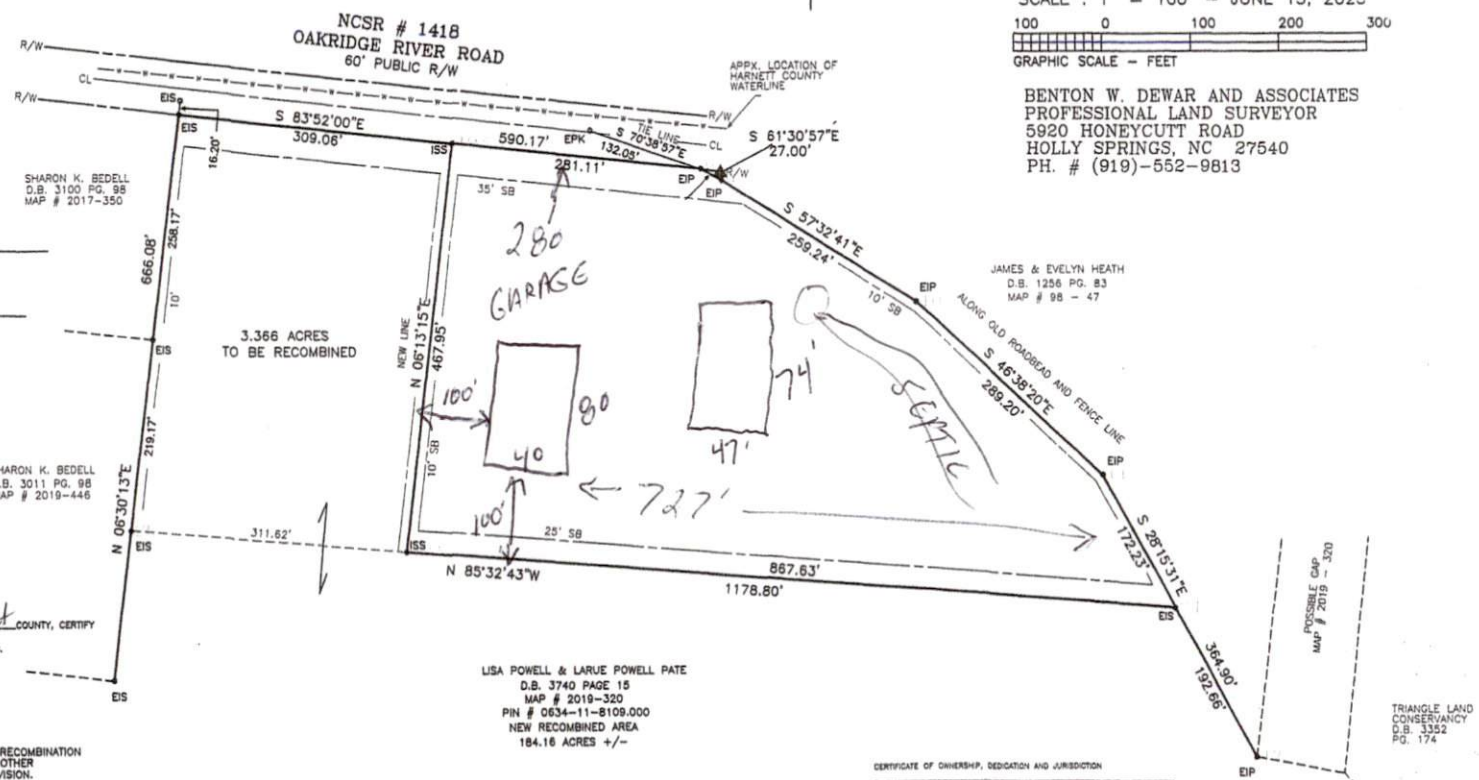 SCALE : 1" = 100' - JUNE 15, 2023
100 0 100 200 300
GRAPHIC SCALE - FEET
BENTON W. DEWAR AND ASSOCIATES
PROFESSIONAL LAND SURVEYOR
5920 HONEYCUTT ROAD
HOLLY SPRINGS, NC 27540
PH. # (919)-552-9813
NCSR # 1418
OAKRIDGE RIVER ROAD
60' PUBLIC R/W
R/W
CL
R/W
APPX. LOCATION OF
HARNETT COUNTY
WATERLINE
R/W
CL
R/W
EIS
EIS
16.20'
S 83°52'00"E
309.06'
ISS
590.17'
281.11'
EPK
TIE LINE
S 70°38'57"E
132.05'
S 61°30'57"E
27.00'
EIP
EIP
SHARON K. BEDELL
D.B. 3100 PG. 98
MAP # 2017-350
666.08'
258.17'
10'
35' SB
280
GARAGE
S 57°32'41"E
259.24'
10' SB
EIP
JAMES & EVELYN HEATH
D.B. 1256 PG. 83
MAP # 98 - 47
ALONG OLD ROADBEAD AND FENCE LINE
S 46°38'20"E
289.20'
EIP
3.366 ACRES
TO BE RECOMBINED
EIS
NEW LINE
N 06°13'15"E
467.95'
10' SB
100'
80
40
74'
47'
SEPTIC
← 727' →
100'
HARON K. BEDELL
.B. 3011 PG. 98
AP # 2019-446
N 06°30'13"E
219.17'
EIS
311.62'
ISS
25' SB
N 85°32'43"W
867.63'
1178.80'
S 28°15'31"E
172.23'
EIS
364.90'
192.66'
EIP
POSSIBLE GAP
MAP # 2019 - 320
COUNTY, CERTIFY
EIS
LISA POWELL & LARUE POWELL PATE
D.B. 3740 PAGE 15
MAP # 2019-320
PIN # 0634-11-8109.000
NEW RECOMBINED AREA
184.16 ACRES +/-
TRIANGLE LAND
CONSERVANCY
D.B. 3352
PG. 174
RECOMBINATION
OTHER
VISION.
CERTIFICATE OF OWNERSHIP, DEDICATION AND JURISDICTION